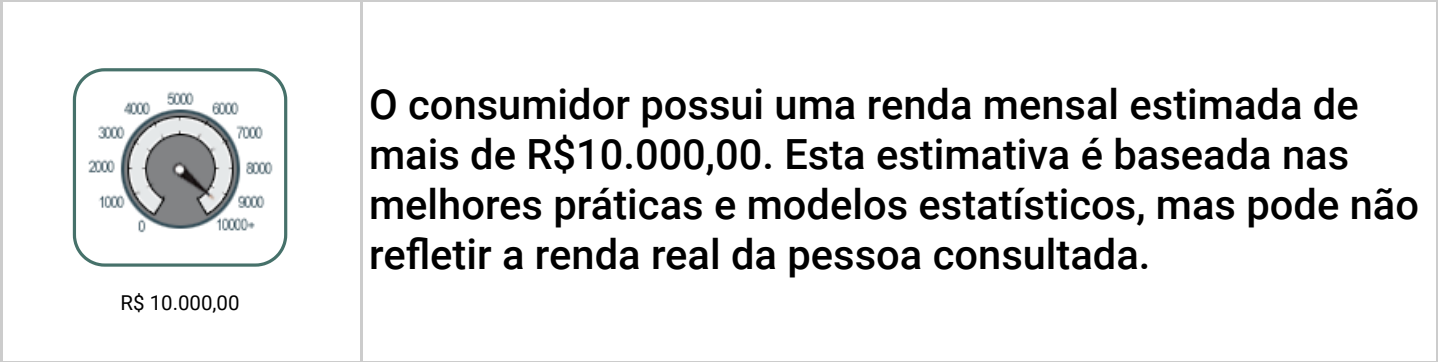 5000
4000
6000
3000
7000
2000
8000
1000
9000
0
10000+
R$ 10.000,00
O consumidor possui uma renda mensal estimada de
mais de R$10.000,00. Esta estimativa é baseada nas
melhores práticas e modelos estatísticos, mas pode não
refletir a renda real da pessoa consultada.